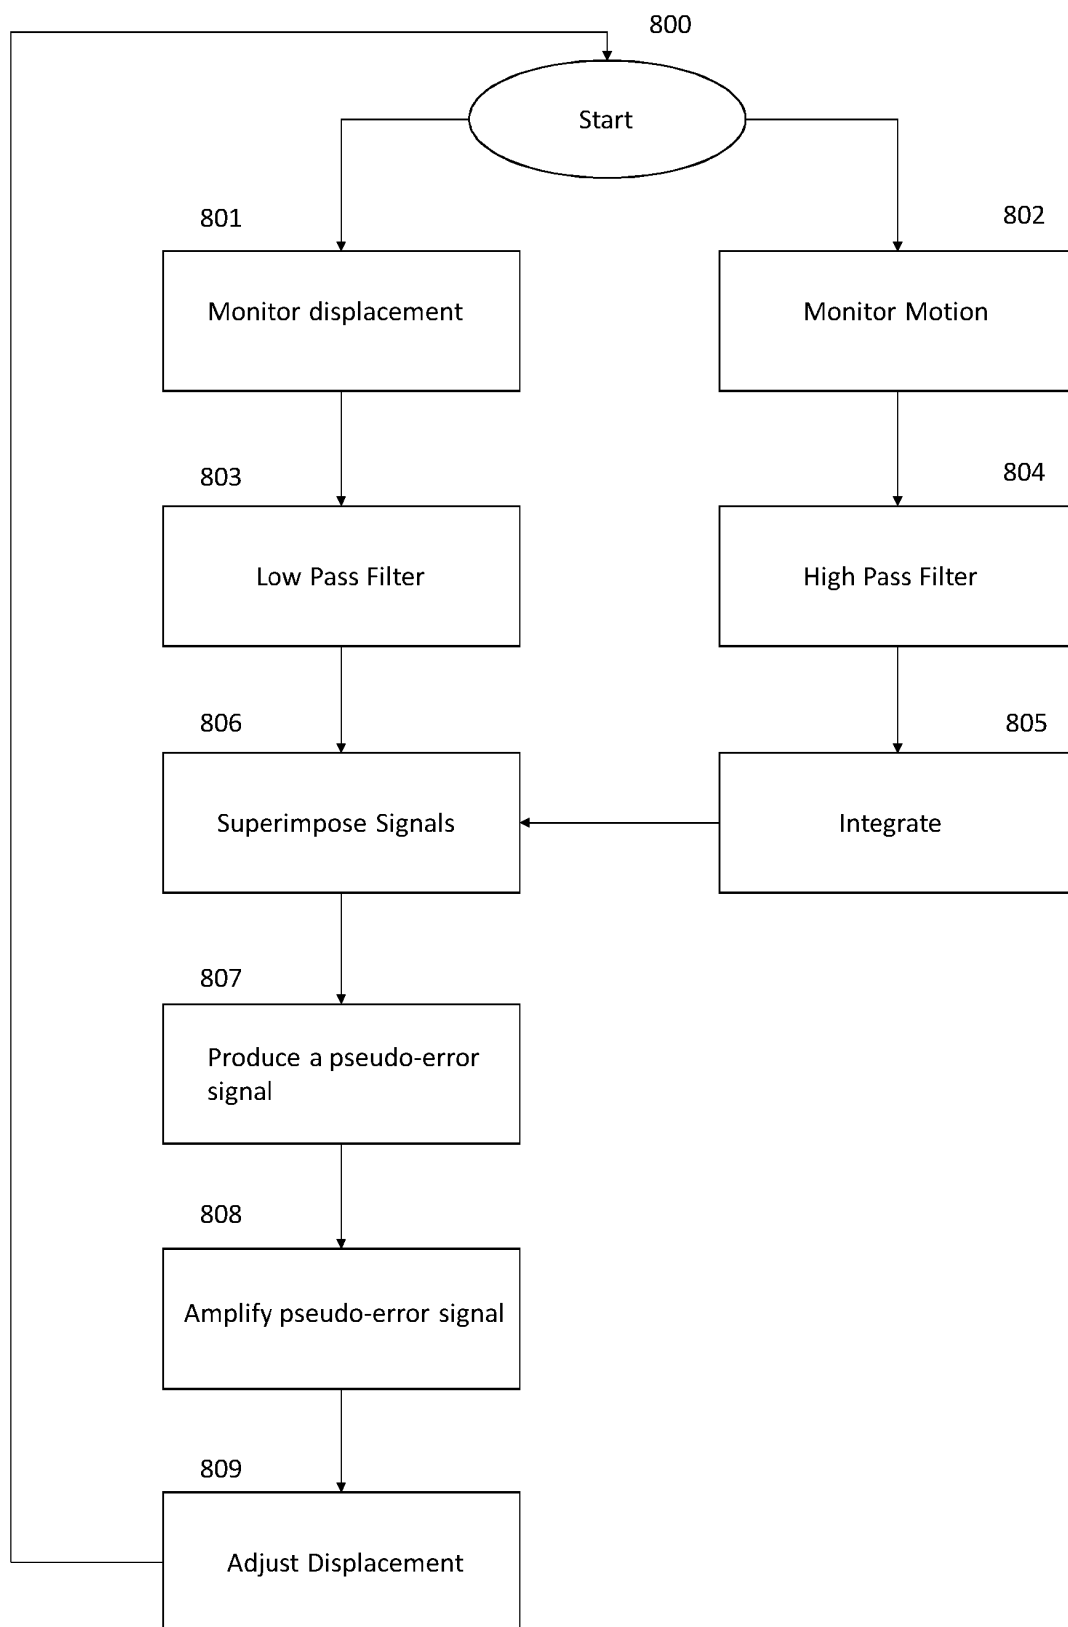 800
Start
801
802
Monitor displacement
Monitor Motion
803
804
Low Pass Filter
High Pass Filter
806
805
Superimpose Signals
Integrate
807
Produce a pseudo-error
signal
808
Amplify pseudo-error signal
809
Adjust Displacement